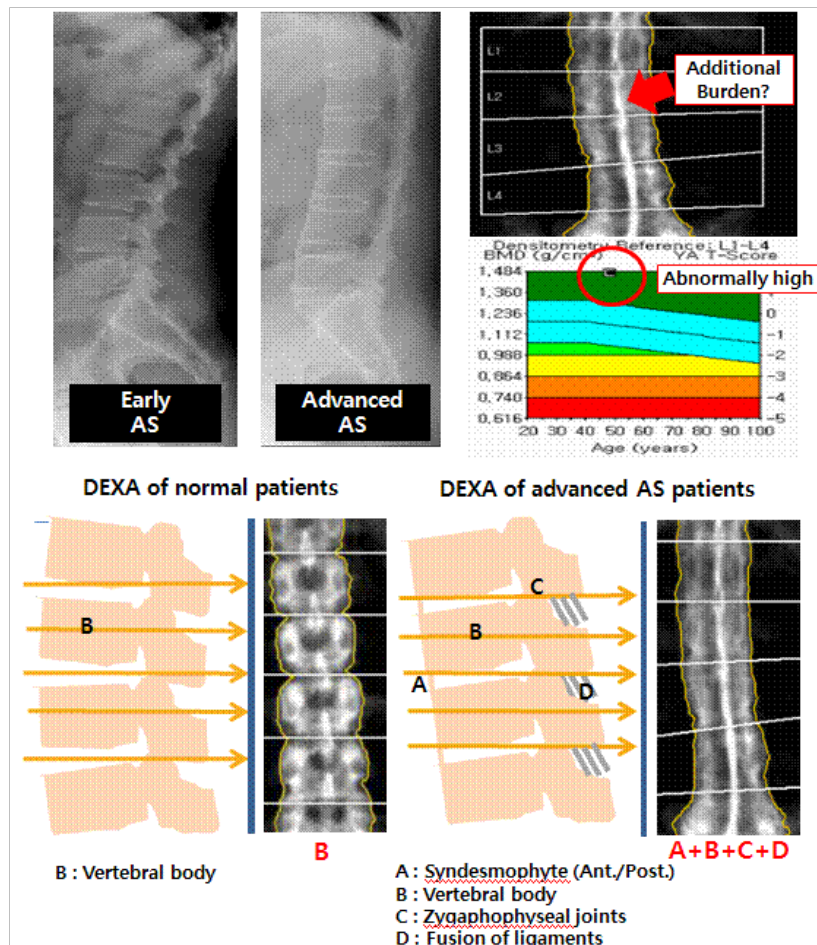 L1
L2
L3
L4
Additional
Burden?
Densitometry Reference: L1-L4
BMD (g/cm²) YA T-Score
1,484
1,360
1,236
1,112
0,988
0,864
0,740
0,616
1
0
-1
-2
-3
-4
-5
Abnormally high
20 30 40 50 60 70 80 90 100
Age (years)
Early
AS
Advanced
AS
DEXA of normal patients
DEXA of advanced AS patients
B
C
B
A
D
B
A+B+C+D
B : Vertebral body
A : Syndesmophyte (Ant./Post.)
B : Vertebral body
C : Zygaphophyseal joints
D : Fusion of ligaments